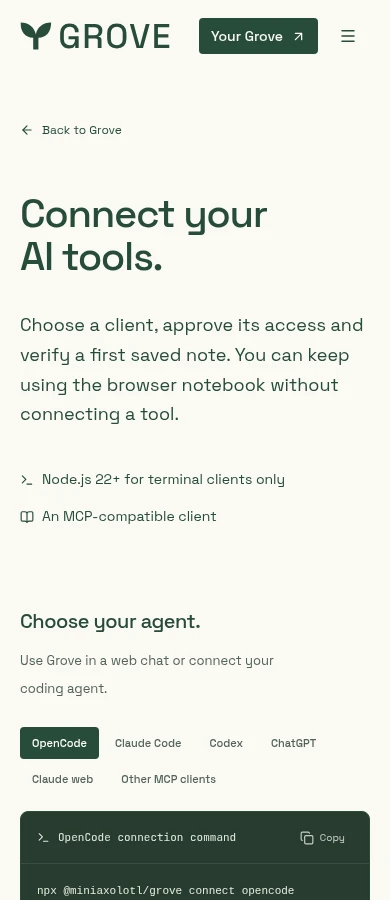 GROVE
Your Grove
Back to Grove
Connect your
AI tools.
Choose a client, approve its access and
verify a first saved note. You can keep
using the browser notebook without
connecting a tool.
Node.js 22+ for terminal clients only
An MCP-compatible client
Choose your agent.
Use Grove in a web chat or connect your
coding agent.
OpenCode Claude Code Codex ChatGPT
Claude web Other MCP clients
OpenCode connection command Copy
npx @miniaxolotl/grove connect opencode